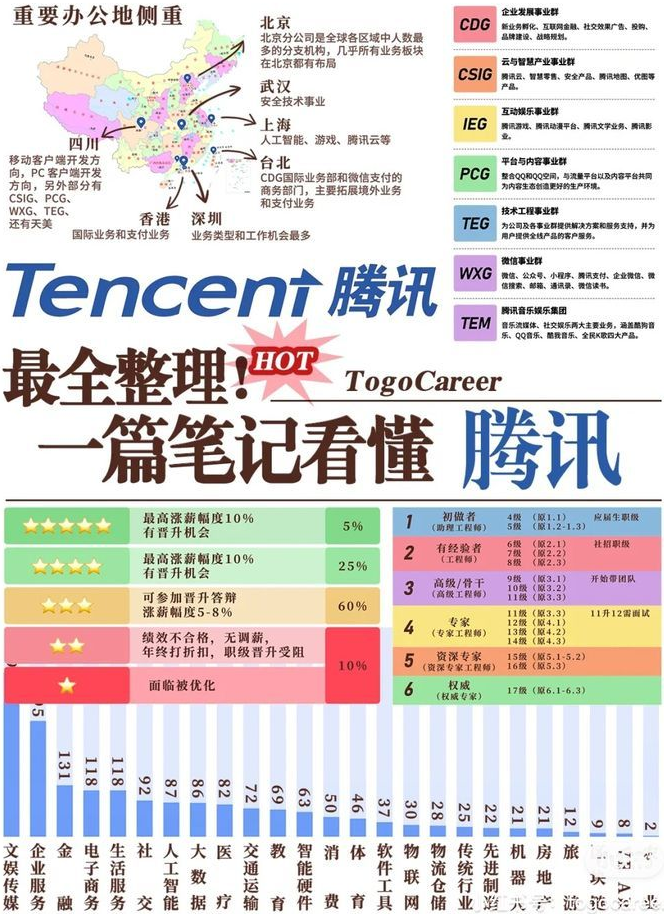 重要办公地侧重
北京
北京分公司是全球各区域中人数最
多的分支机构，几乎所有业务板块
在北京都有布局
武汉
安全技术事业
上海
人工智能、游戏、腾讯云等
台北
CDG国际业务部和微信支付的
商务部门，主要拓展境外业务
和支付业务
四川
移动客户端开发方
向，PC客户端开发
方向，另外部分有
CSIG、PCG、
WXG、TEG、
还有天美
香港
国际业务和支付业务
深圳
业务类型和工作机会最多
CDG
企业发展事业群
新业务孵化、互联网金融、社交效果广告、投购、
品牌建设、战略规划。
CSIG
云与智慧产业事业群
腾讯云、智慧零售、安全产品、腾讯地图、优图等
产品。
IEG
互动娱乐事业群
腾讯游戏、腾讯动漫平台、腾讯文学业务、腾讯影
业。
PCG
平台与内容事业群
整合QQ和QQ空间，与流量平台以及内容平台共同
为内容生态创造更好的生产环境。
TEG
技术工程事业群
为公司及各事业群提供解决方案和服务支持，并为
用户提供全线产品的客户服务。
WXG
微信事业群
微信、公众号、小程序、腾讯支付、企业微信、微
信搜索、邮箱、通讯录、微信读书。
TEM
腾讯音乐娱乐集团
音乐流媒体、社交娱乐两大主要业务，涵盖酷狗音
乐、QQ音乐、酷我音乐、全民K歌四大产品。
Tencent 腾讯
最全整理！
HOT
TogoCareer
一篇笔记看懂 腾讯
最高涨薪幅度10%
有晋升机会
5%
最高涨薪幅度10%
有晋升机会
25%
可参加晋升答辩
涨薪幅度5-8%
60%
绩效不合格，无调薪，
年终打折扣，职级晋升受阻
10%
面临被优化
1 初做者
(助理工程师)
4级 (原1.1) 应届生职级
5级 (原1.2-1.3)
2 有经验者
(工程师)
6级 (原2.1) 社招职级
7级 (原2.2)
8级 (原2.3)
3 高级/骨干
(高级工程师)
9级 (原3.1) 开始带团队
10级 (原3.2)
11级 (原3.3)
4 专家
(专家工程师)
11级 (原3.3) 11升12需面试
12级 (原4.1)
13级 (原4.2)
14级 (原4.3)
5 资深专家
(资深专家工程师)
15级 (原5.1-5.2)
16级 (原5.3)
6 权威
(权威专家)
17级 (原6.1-6.3)
131
118
118
92
87
86
82
72
69
63
50
46
37
30
28
25
22
21
21
12
9
8
2
文娱传媒
企业服务
金融
电子商务
生活服务
社交
人工智能
大数据
医疗
交通运输
教育
智能硬件
消费
体育
软件工具
物联网
物流仓储
传统行业
先进制造
机器人
房地产
旅游